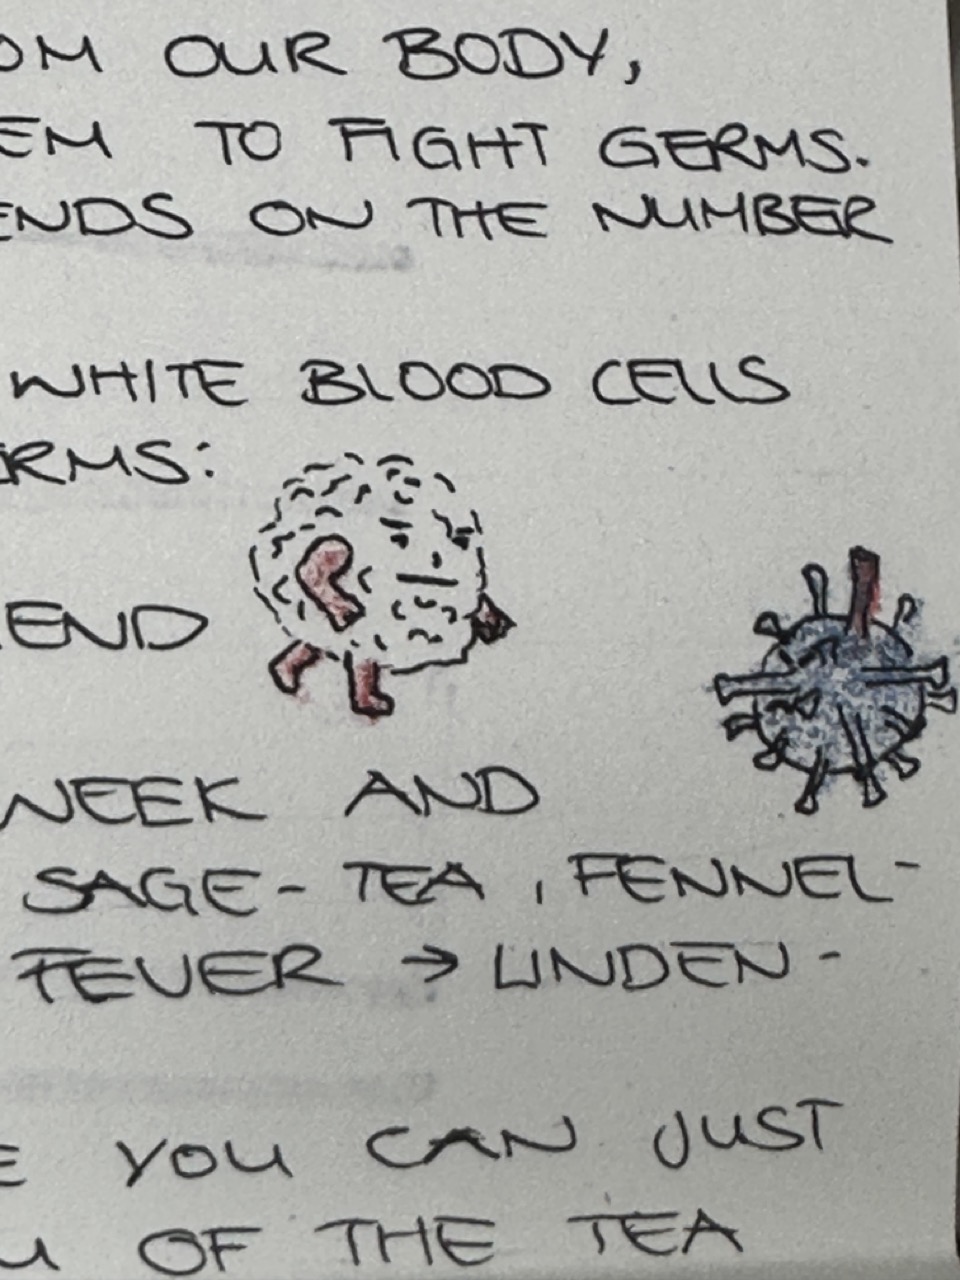 OM OUR BODY,
EM TO FIGHT GERMS.
ENDS ON THE NUMBER
WHITE BLOOD CELLS
RMS:
END
WEEK AND
SAGE- TEA, FENNEL-
FEVER → LINDEN-
E YOU CAN JUST
U OF THE TEA